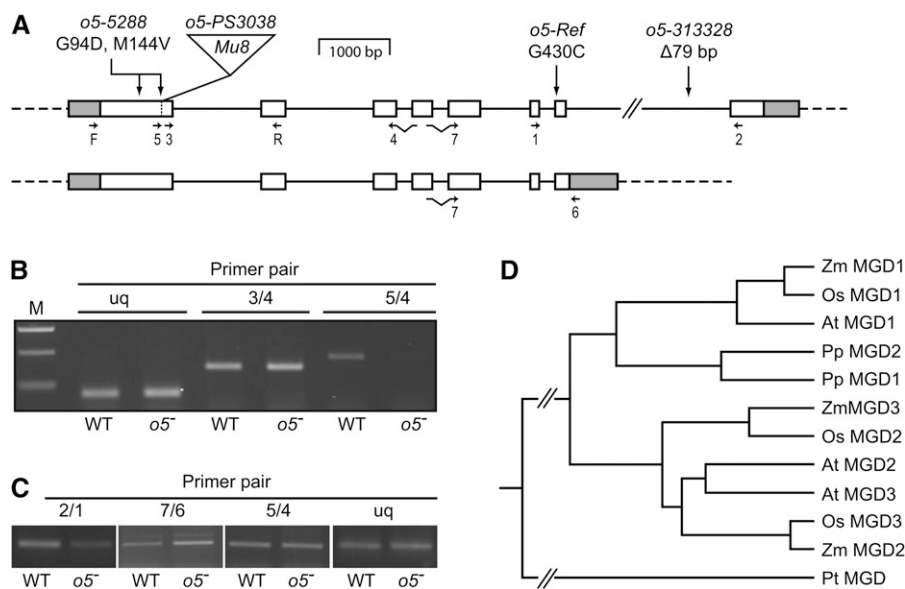 A
o5-5288
G94D, M144V
o5-PS3038
Mu8
1000 bp
o5-Ref
G430C
o5-313328
Δ79 bp
F 5 3 R 4 7 1 2
7 6
B
Primer pair
M uq 3/4 5/4
WT o5⁻ WT o5⁻ WT o5⁻
C
Primer pair
2/1 7/6 5/4 uq
WT o5⁻ WT o5⁻ WT o5⁻ WT o5⁻
D
Zm MGD1
Os MGD1
At MGD1
Pp MGD2
Pp MGD1
ZmMGD3
Os MGD2
At MGD2
At MGD3
Os MGD3
Zm MGD2
Pt MGD